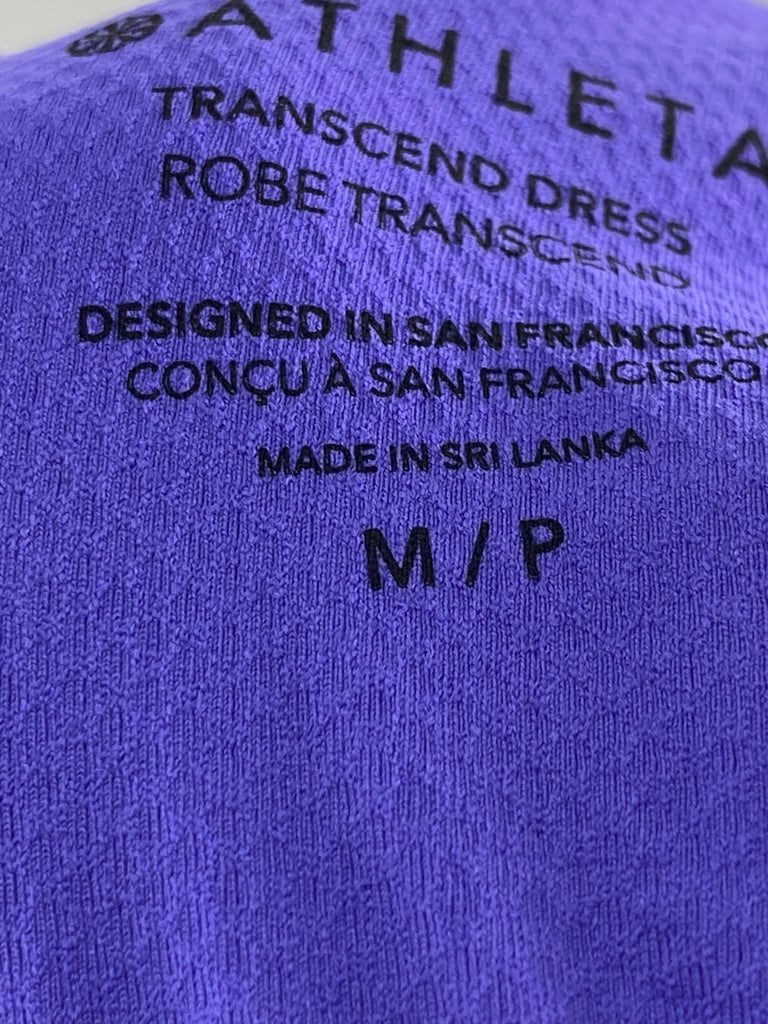 ATHLETA
TRANSCEND DRESS
ROBE TRANSCEND
DESIGNED IN SAN FRANCISCO
CONÇU À SAN FRANCISCO
MADE IN SRI LANKA
M / P